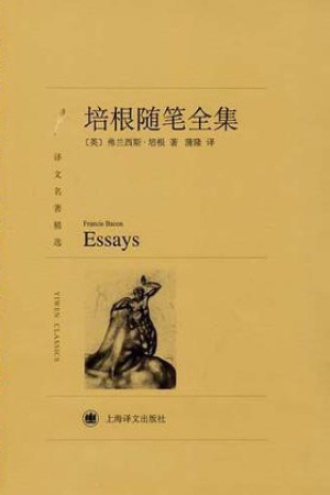 培根随笔全集
〔英〕弗兰西斯·培根 著 蒲隆 译
译文名著精选
YIWEN CLASSICS
Francis Bacon
Essays
上海译文出版社